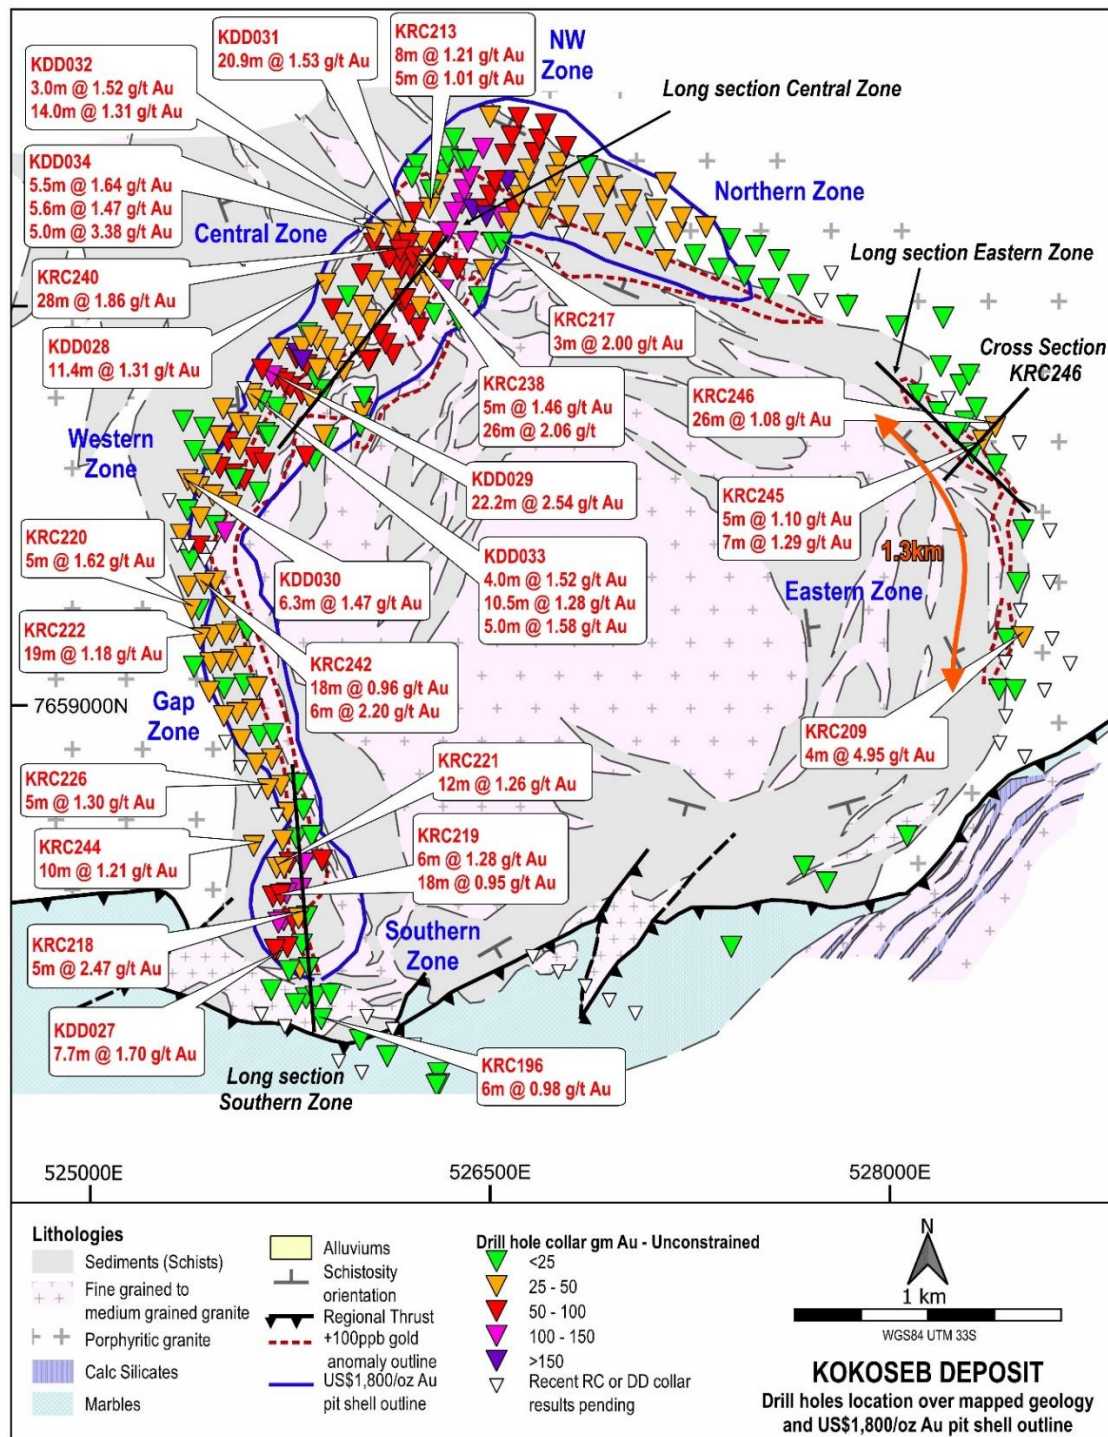 KDD031
20.9m @ 1.53 g/t Au
KRC213
8m @ 1.21 g/t Au
5m @ 1.01 g/t Au
NW
Zone
KDD032
3.0m @ 1.52 g/t Au
14.0m @ 1.31 g/t Au
Long section Central Zone
KDD034
5.5m @ 1.64 g/t Au
5.6m @ 1.47 g/t Au
5.0m @ 3.38 g/t Au
Northern Zone
Central Zone
Long section Eastern Zone
KRC240
28m @ 1.86 g/t Au
KRC217
3m @ 2.00 g/t Au
KDD028
11.4m @ 1.31 g/t Au
Cross Section
KRC246
KRC238
5m @ 1.46 g/t Au
26m @ 2.06 g/t
KRC246
26m @ 1.08 g/t Au
Western
Zone
KDD029
22.2m @ 2.54 g/t Au
KRC245
5m @ 1.10 g/t Au
7m @ 1.29 g/t Au
KRC220
5m @ 1.62 g/t Au
1.3km
KDD033
4.0m @ 1.52 g/t Au
10.5m @ 1.28 g/t Au
5.0m @ 1.58 g/t Au
KDD030
6.3m @ 1.47 g/t Au
Eastern Zone
KRC222
19m @ 1.18 g/t Au
KRC242
18m @ 0.96 g/t Au
6m @ 2.20 g/t Au
7659000N
Gap
Zone
KRC209
4m @ 4.95 g/t Au
KRC221
12m @ 1.26 g/t Au
KRC226
5m @ 1.30 g/t Au
KRC219
6m @ 1.28 g/t Au
18m @ 0.95 g/t Au
KRC244
10m @ 1.21 g/t Au
Southern
Zone
KRC218
5m @ 2.47 g/t Au
KDD027
7.7m @ 1.70 g/t Au
KRC196
6m @ 0.98 g/t Au
Long section
Southern Zone
525000E
526500E
528000E
Lithologies
Sediments (Schists)
Fine grained to
medium grained granite
Porphyritic granite
Calc Silicates
Marbles
Alluviums
Schistosity
orientation
Regional Thrust
+100ppb gold
anomaly outline
US$1,800/oz Au
pit shell outline
Drill hole collar gm Au - Unconstrained
<25
25 - 50
50 - 100
100 - 150
>150
Recent RC or DD collar
results pending
N
1 km
WGS84 UTM 33S
KOKOSEB DEPOSIT
Drill holes location over mapped geology
and US$1,800/oz Au pit shell outline